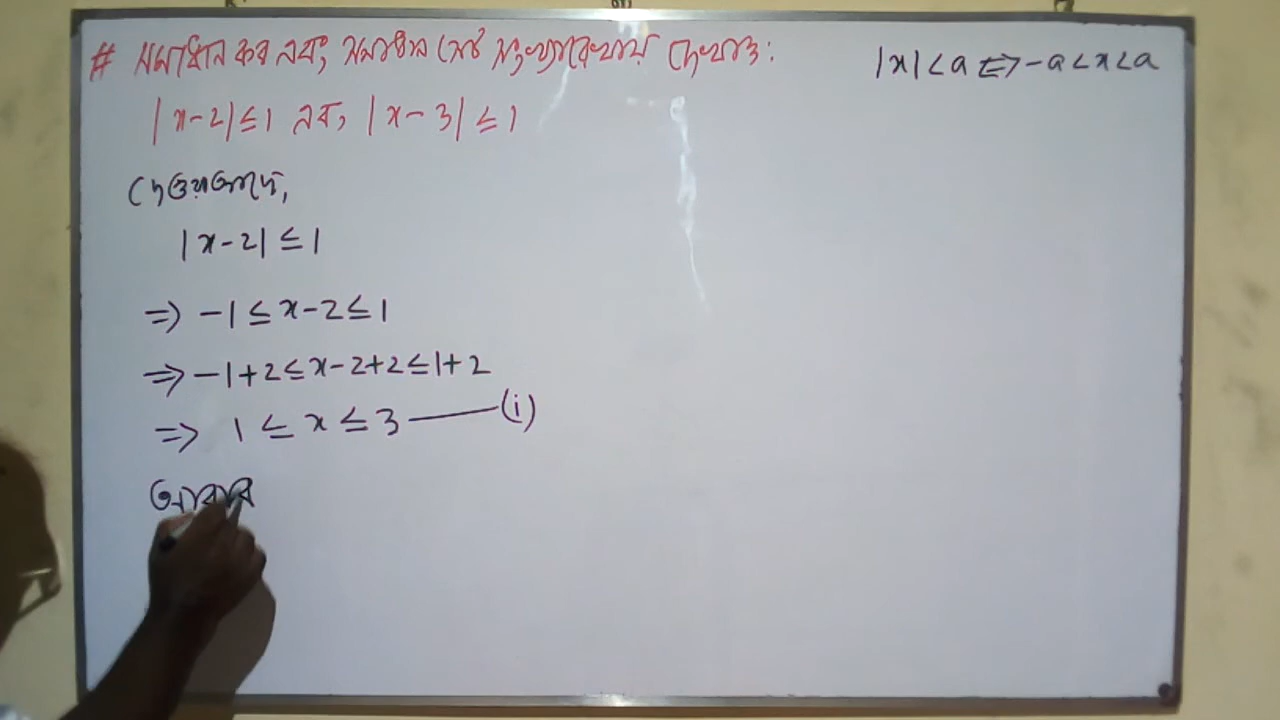 # সমাধান কর এবং সমাধান সেট সংখ্যারেখায় দেখাও:
|x| < a ⇔ -a < x < a
|x-2| ≤ 1 এবং |x-3| ≤ 1
দেওয়া আছে,
|x-2| ≤ 1
⇒ -1 ≤ x-2 ≤ 1
⇒ -1+2 ≤ x-2+2 ≤ 1+2
⇒ 1 ≤ x ≤ 3 —— (i)
আবার